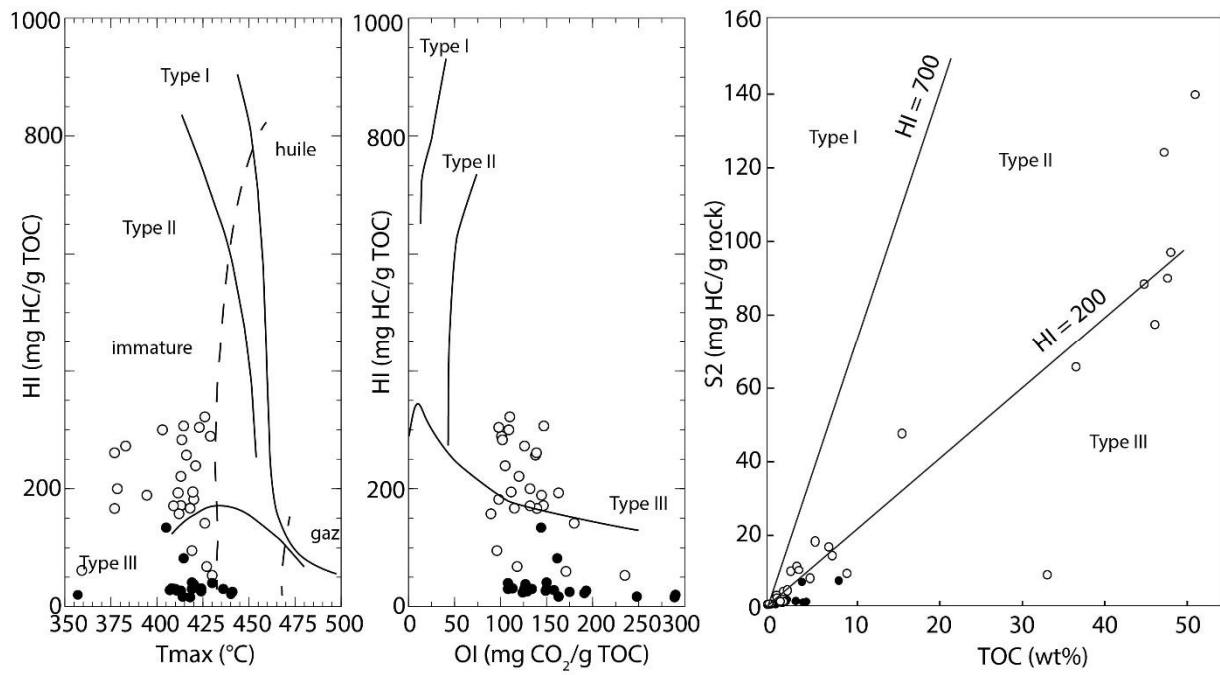 1000
800
200
0
HI (mg HC/g TOC)
Type I
huile
Type II
immature
Type III
gaz
350
400
425
475
500
Tmax (°C)
1000
800
200
0
HI (mg HC/g TOC)
Type I
Type II
Type III
0
50
100
150
200
250
300
OI (mg CO2/g TOC)
160
140
120
100
80
60
40
20
0
S2 (mg HC/g rock)
Type I
HI = 700
Type II
HI = 200
Type III
0
10
20
30
40
50
TOC (wt%)